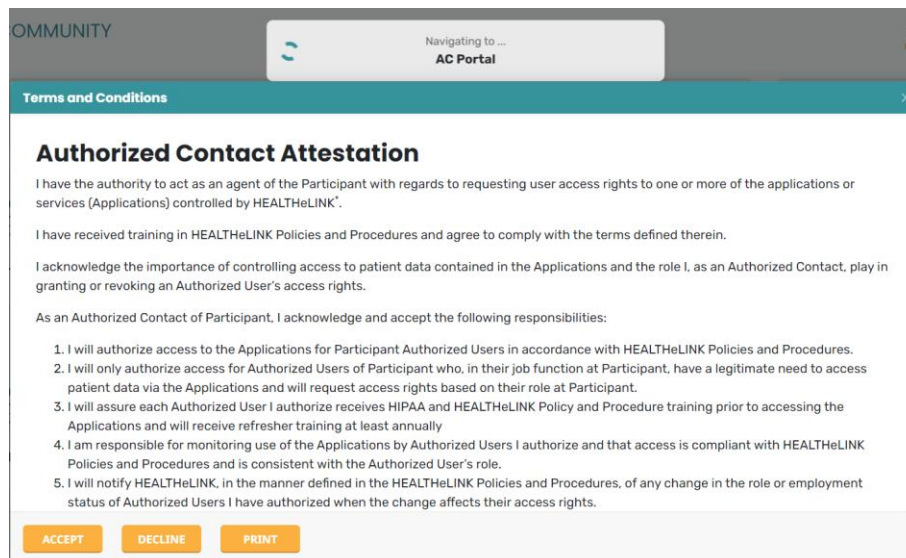 OMMUNITY
Navigating to ...
AC Portal
Terms and Conditions
Authorized Contact Attestation
I have the authority to act as an agent of the Participant with regards to requesting user access rights to one or more of the applications or
services (Applications) controlled by HEALTHeLINK*.
I have received training in HEALTHeLINK Policies and Procedures and agree to comply with the terms defined therein.
I acknowledge the importance of controlling access to patient data contained in the Applications and the role I, as an Authorized Contact, play in
granting or revoking an Authorized User's access rights.
As an Authorized Contact of Participant, I acknowledge and accept the following responsibilities:
1. I will authorize access to the Applications for Participant Authorized Users in accordance with HEALTHeLINK Policies and Procedures.
2. I will only authorize access for Authorized Users of Participant who, in their job function at Participant, have a legitimate need to access
patient data via the Applications and will request access rights based on their role at Participant.
3. I will assure each Authorized User I authorize receives HIPAA and HEALTHeLINK Policy and Procedure training prior to accessing the
Applications and will receive refresher training at least annually
4. I am responsible for monitoring use of the Applications by Authorized Users I authorize and that access is compliant with HEALTHeLINK
Policies and Procedures and is consistent with the Authorized User's role.
5. I will notify HEALTHeLINK, in the manner defined in the HEALTHeLINK Policies and Procedures, of any change in the role or employment
status of Authorized Users I have authorized when the change affects their access rights.
ACCEPT DECLINE PRINT